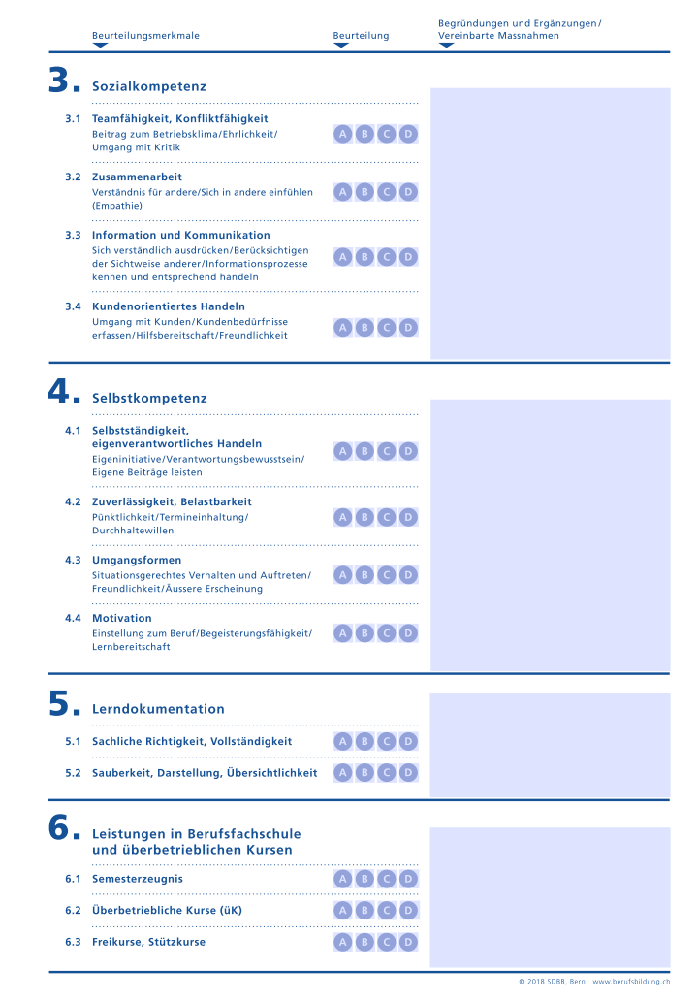 Beurteilungsmerkmale
Beurteilung
Begründungen und Ergänzungen/
Vereinbarte Massnahmen
3. Sozialkompetenz
3.1 Teamfähigkeit, Konfliktfähigkeit
Beitrag zum Betriebsklima/Ehrlichkeit/
Umgang mit Kritik
A B C D
3.2 Zusammenarbeit
Verständnis für andere/Sich in andere einfühlen
(Empathie)
A B C D
3.3 Information und Kommunikation
Sich verständlich ausdrücken/Berücksichtigen
der Sichtweise anderer/Informationsprozesse
kennen und entsprechend handeln
A B C D
3.4 Kundenorientiertes Handeln
Umgang mit Kunden/Kundenbedürfnisse
erfassen/Hilfsbereitschaft/Freundlichkeit
A B C D
4. Selbstkompetenz
4.1 Selbstständigkeit,
eigenverantwortliches Handeln
Eigeninitiative/Verantwortungsbewusstsein/
Eigene Beiträge leisten
A B C D
4.2 Zuverlässigkeit, Belastbarkeit
Pünktlichkeit/Termineinhaltung/
Durchhaltewillen
A B C D
4.3 Umgangsformen
Situationsgerechtes Verhalten und Auftreten/
Freundlichkeit/Äussere Erscheinung
A B C D
4.4 Motivation
Einstellung zum Beruf/Begeisterungsfähigkeit/
Lernbereitschaft
A B C D
5. Lerndokumentation
5.1 Sachliche Richtigkeit, Vollständigkeit A B C D
5.2 Sauberkeit, Darstellung, Übersichtlichkeit A B C D
6. Leistungen in Berufsfachschule
und überbetrieblichen Kursen
6.1 Semesterzeugnis A B C D
6.2 Überbetriebliche Kurse (üK) A B C D
6.3 Freikurse, Stützkurse A B C D
© 2018 SDBB, Bern www.berufsbildung.ch